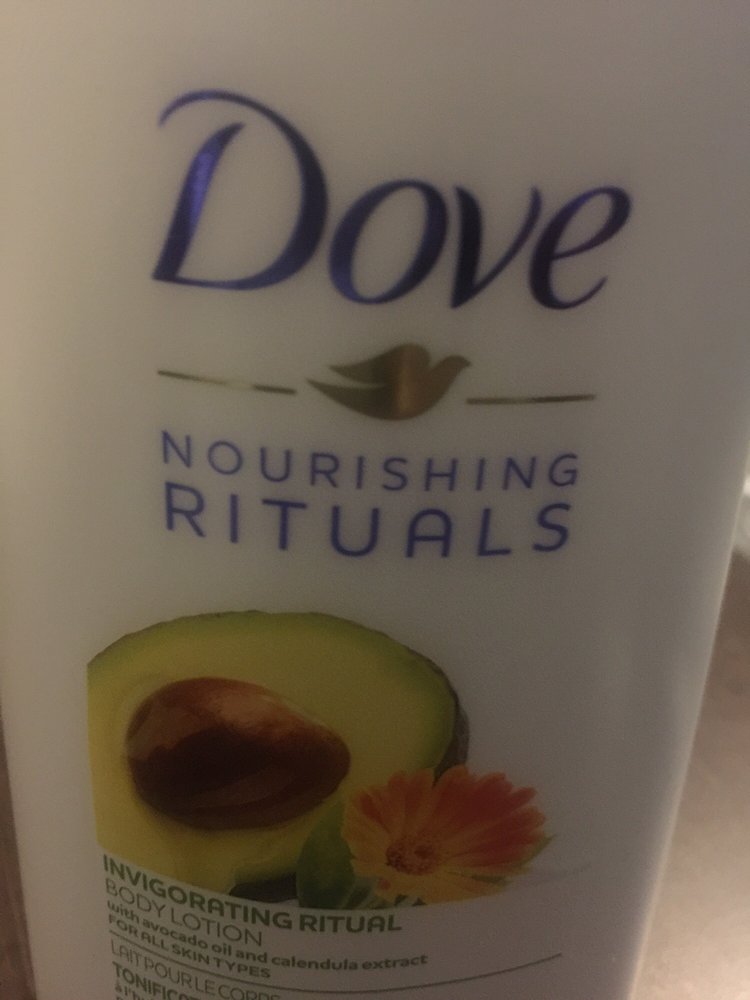 Dove
NOURISHING
RITUALS
INVIGORATING RITUAL
BODY LOTION
with avocado oil and calendula extract
FOR ALL SKIN TYPES
LAIT POUR LE CORPS